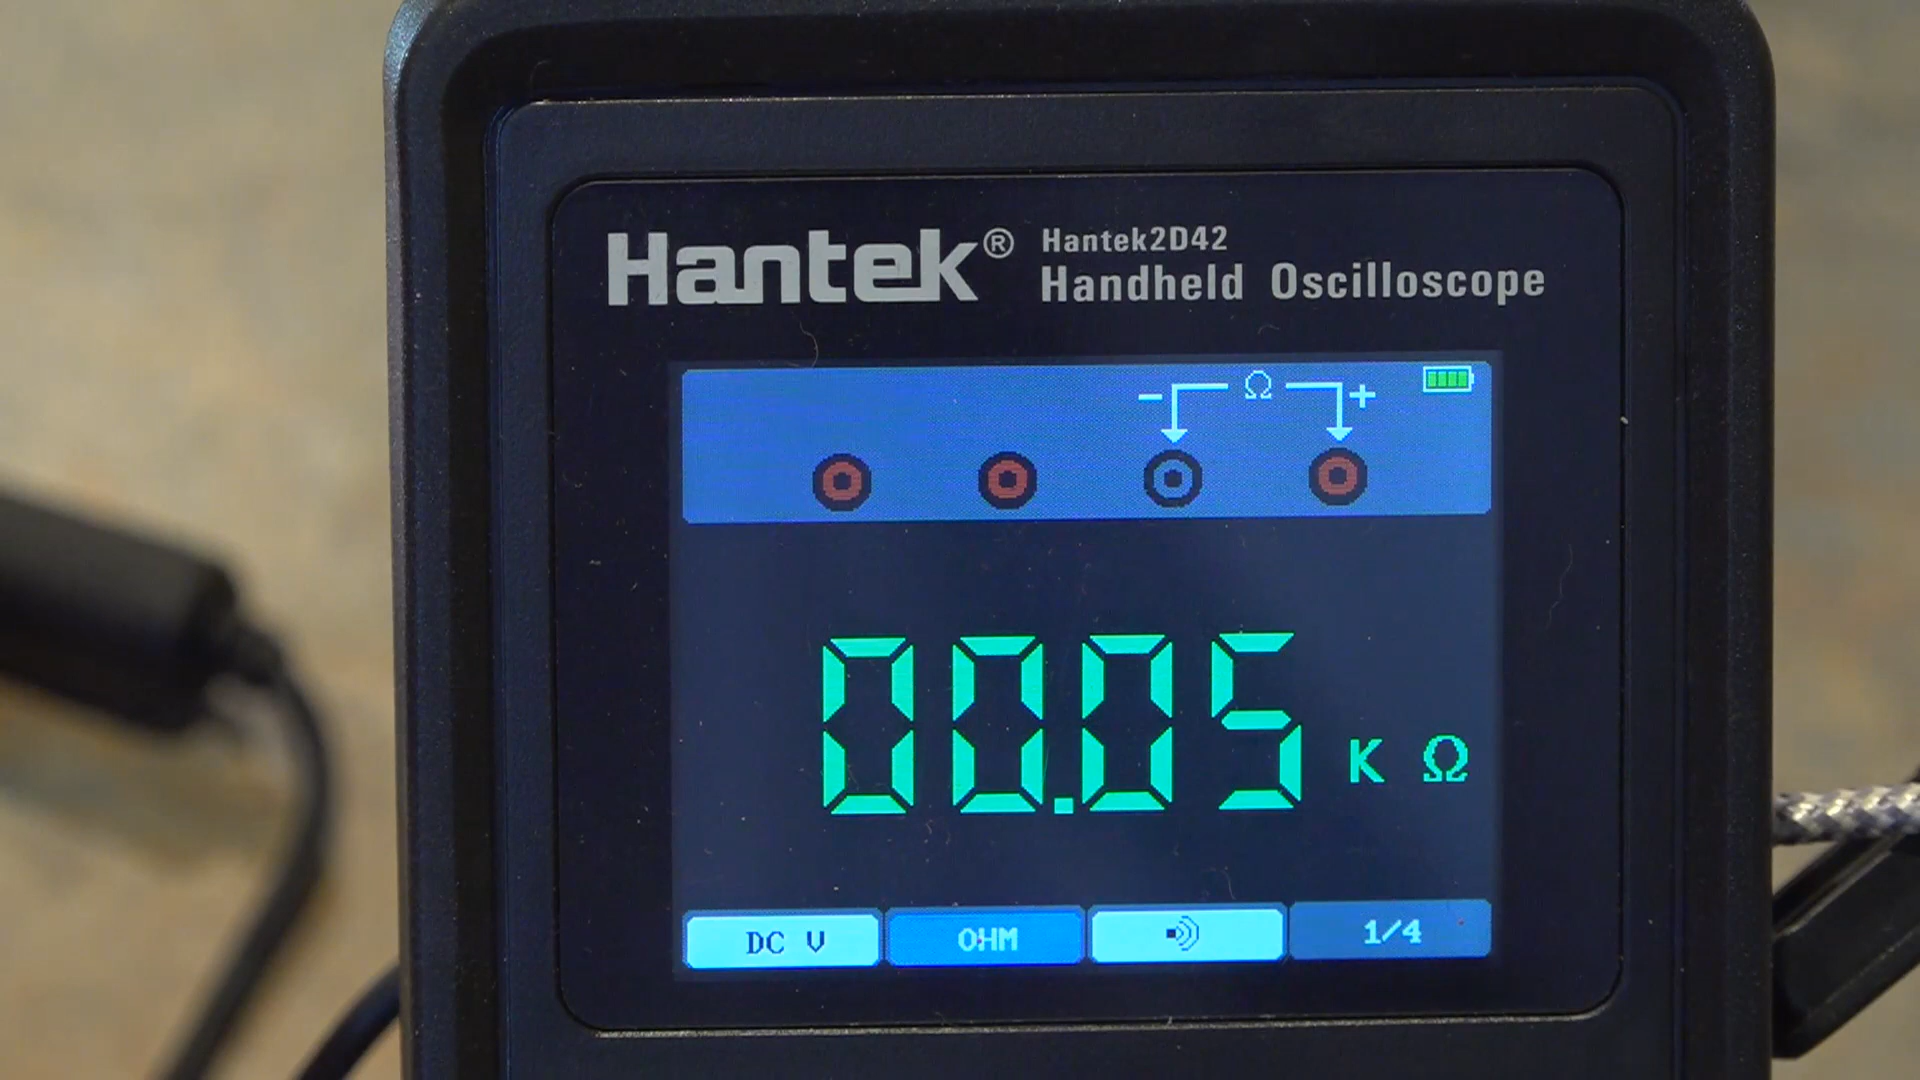 Hantek® Hantek2D42
Handheld Oscilloscope
- Ω +
00.05 K Ω
DC V OHM 1/4